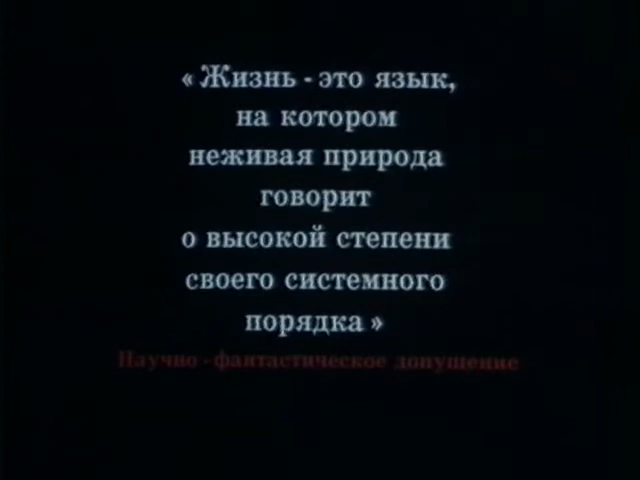 «Жизнь - это язык,
на котором
неживая природа
говорит
о высокой степени
своего системного
порядка»
Научно - фантастическое допущение